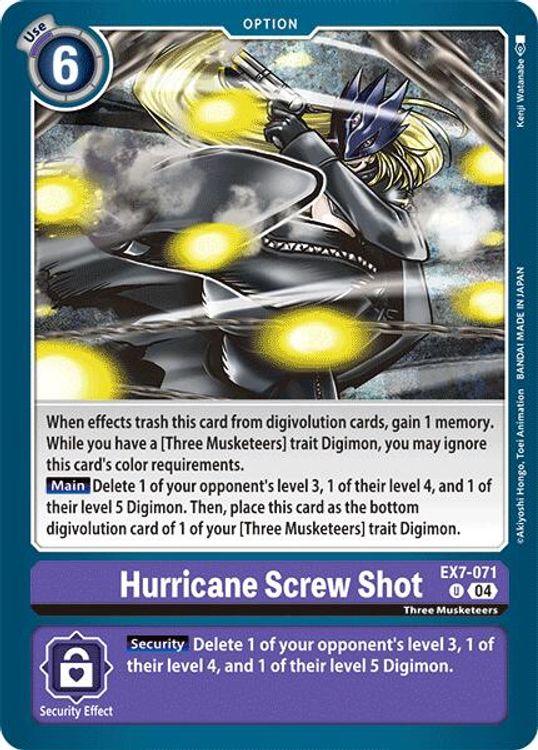 OPTION
Use
6
Kenji Watanabe
©Akiyoshi Hongo, Toei Animation BANDAI MADE IN JAPAN
When effects trash this card from digivolution cards, gain 1 memory.
While you have a [Three Musketeers] trait Digimon, you may ignore
this card's color requirements.
Main Delete 1 of your opponent's level 3, 1 of their level 4, and 1 of
their level 5 Digimon. Then, place this card as the bottom
digivolution card of 1 of your [Three Musketeers] trait Digimon.
Hurricane Screw Shot
EX7-071
U 04
Three Musketeers
Security Delete 1 of your opponent's level 3, 1 of
their level 4, and 1 of their level 5 Digimon.
Security Effect